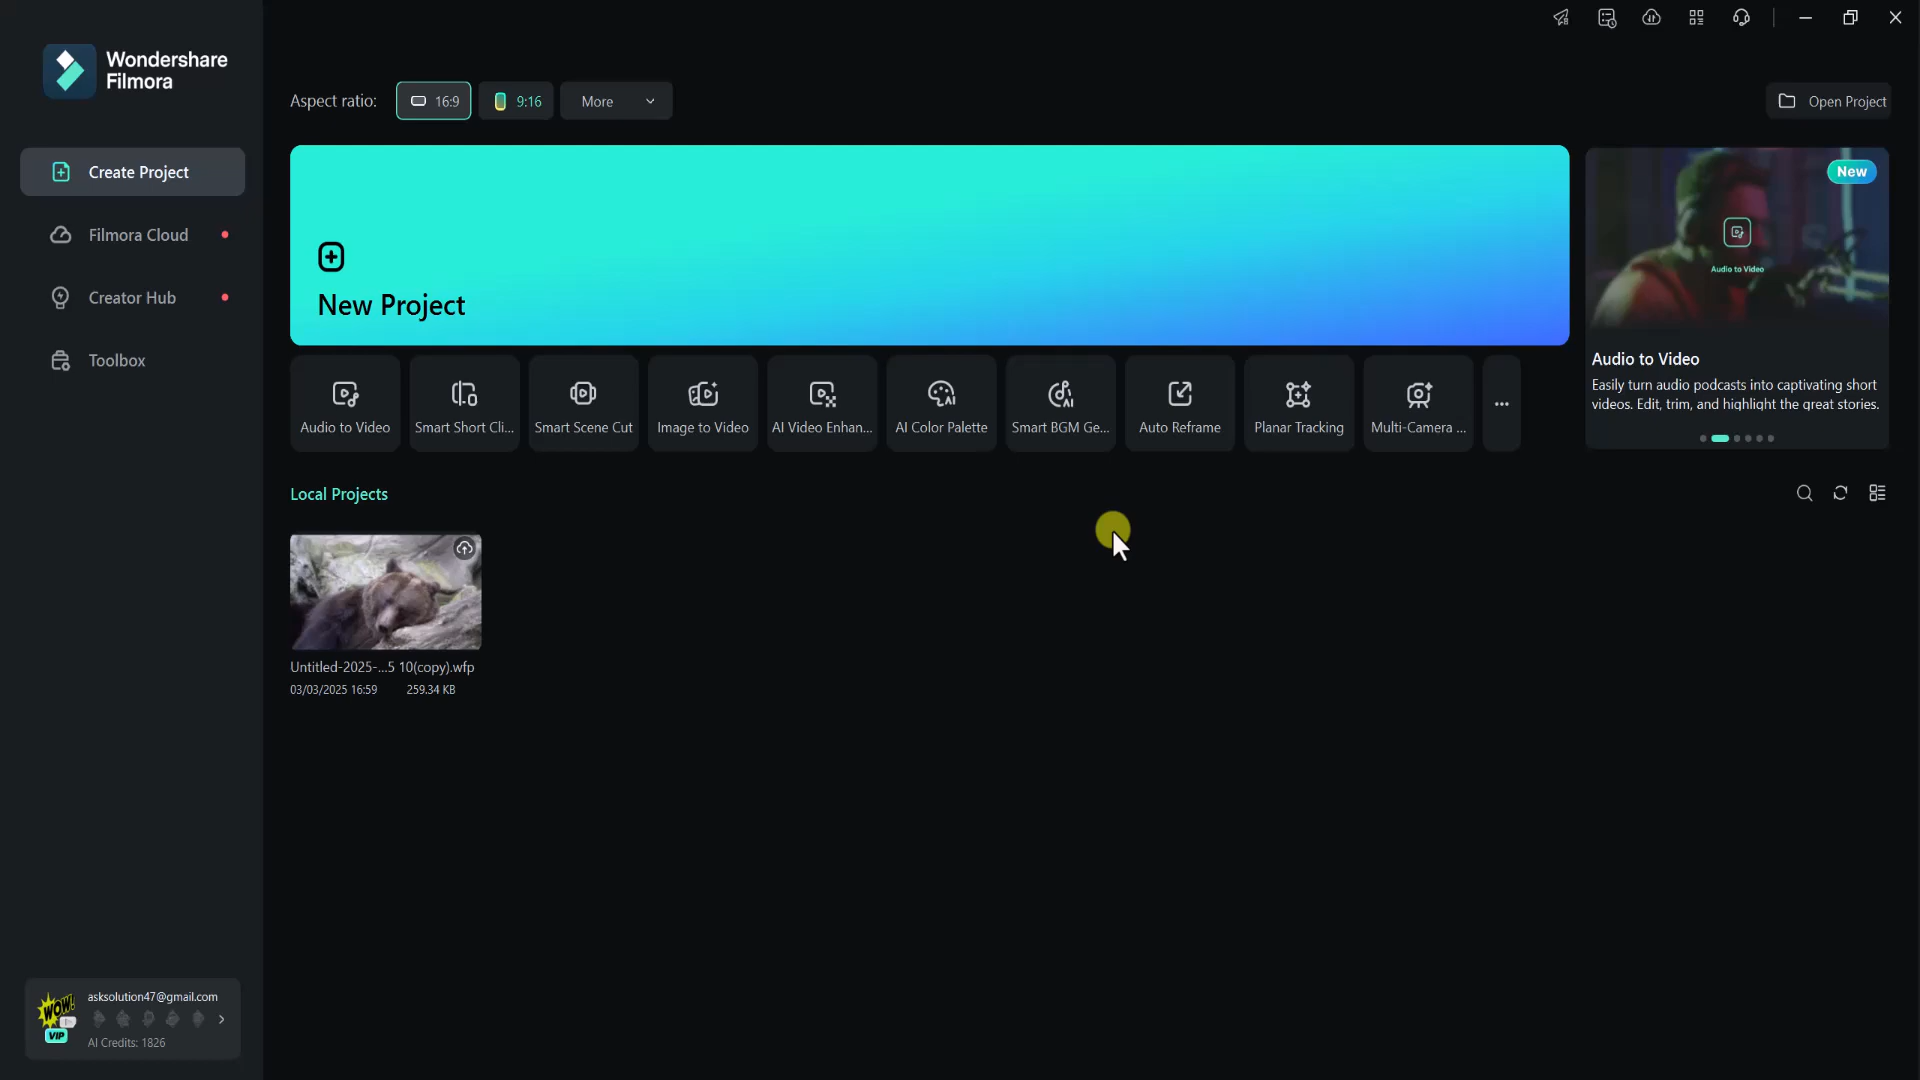 Wondershare
Filmora
Aspect ratio:
16:9
9:16
More
Open Project
Create Project
Filmora Cloud
Creator Hub
Toolbox
New Project
New
Audio to Video
Audio to Video
Easily turn audio podcasts into captivating short
videos. Edit, trim, and highlight the great stories.
Audio to Video
Smart Short Cli...
Smart Scene Cut
Image to Video
AI Video Enhan...
AI Color Palette
Smart BGM Ge...
Auto Reframe
Planar Tracking
Multi-Camera ...
Local Projects
Untitled-2025-...5 10(copy).wfp
03/03/2025 16:59
259.34 KB
WOW!
VIP
asksolution47@gmail.com
AI Credits: 1826